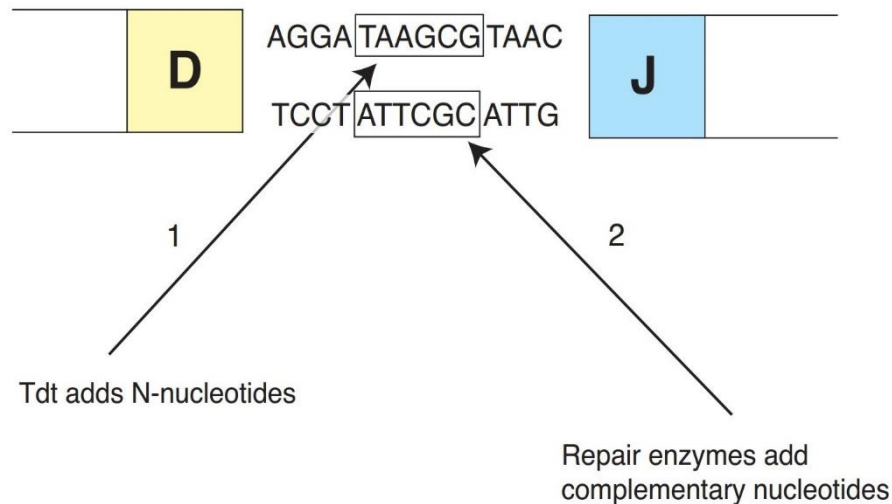 D
AGGA TAAGCG TAAC
TCCT ATTCGC ATTG
J
1
2
Tdt adds N-nucleotides
Repair enzymes add
complementary nucleotides